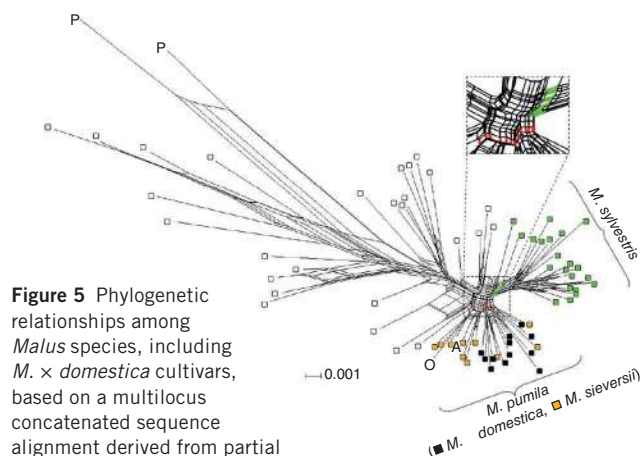 P
P
M. sylvestris
A
O
0.001
M. pumila
(■ M. domestica, ■ M. sieversii)
Figure 5 Phylogenetic
relationships among
Malus species, including
M. × domestica cultivars,
based on a multilocus
concatenated sequence
alignment derived from partial